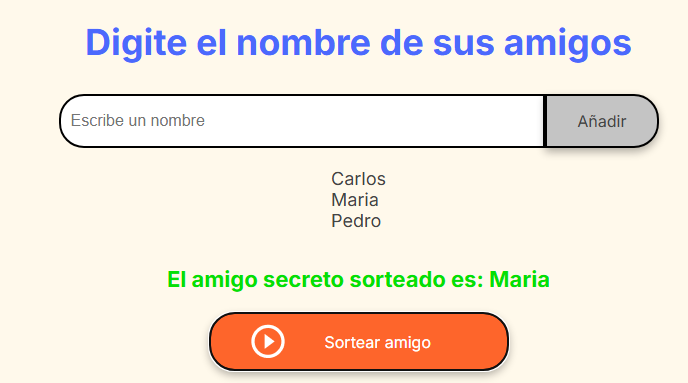 Digite el nombre de sus amigos
Escribe un nombre
Añadir
Carlos
Maria
Pedro
El amigo secreto sorteado es: Maria
Sortear amigo